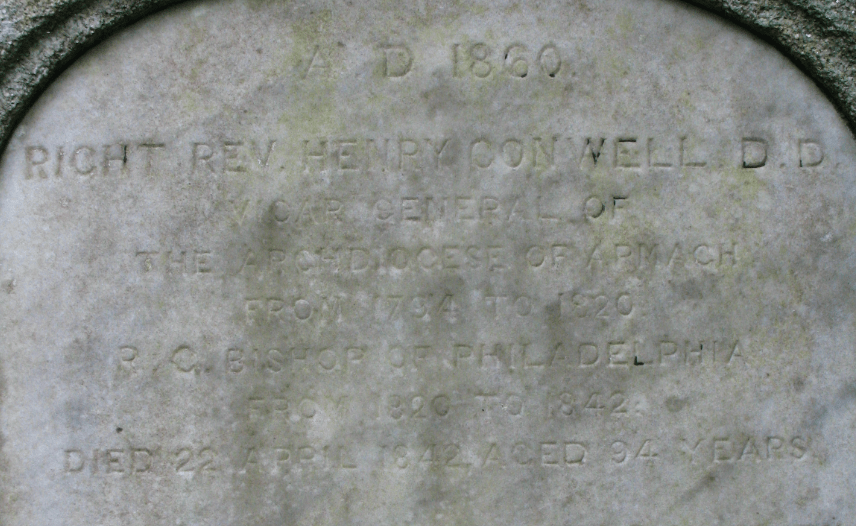 A D 1860.
RIGHT REV. HENRY CONWELL. D.D.
VICAR GENERAL OF
THE ARCHDIOCESE OF ARMAGH
FROM 1794 TO 1820.
R. C. BISHOP OF PHILADELPHIA
FROM 1820 TO 1842.
DIED 22 APRIL 1842, AGED 94 YEARS.